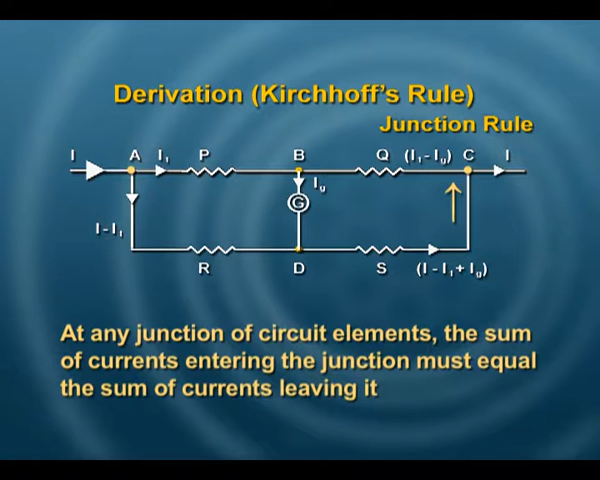 Derivation (Kirchhoff's Rule)
Junction Rule
I A I₁ P B Q (I₁-Ig) C I
Ig
G
I-I₁
R D S (I-I₁+Ig)
At any junction of circuit elements, the sum
of currents entering the junction must equal
the sum of currents leaving it